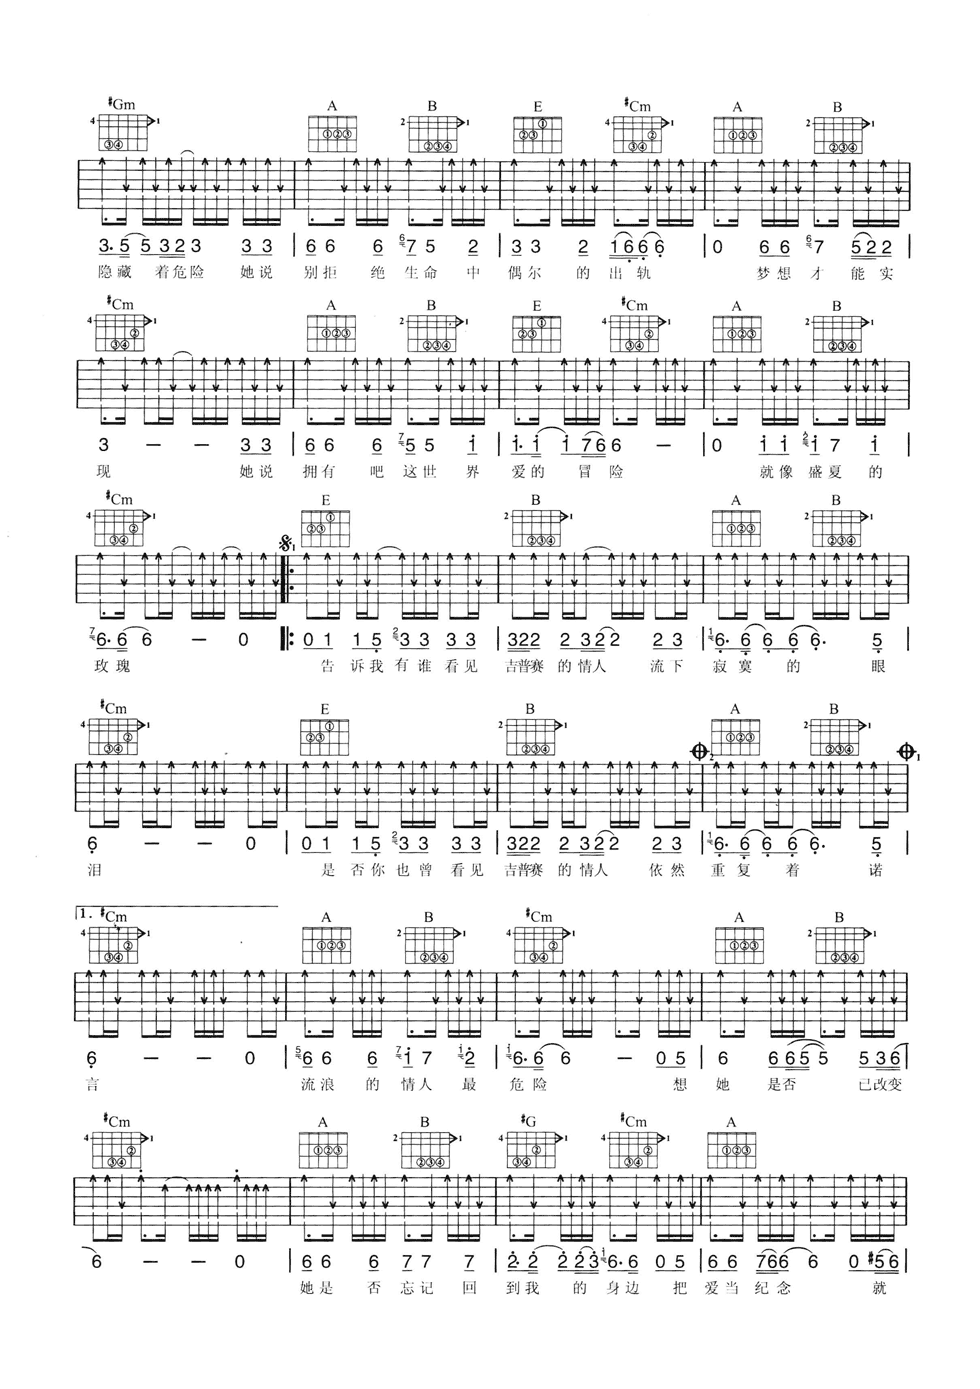 #Gm A B E #Cm A B
3. 5 5 3 2 3 3 3 | 6 6 6 7 5 2 | 3 3 2 1 6 6 6 | 0 6 6 7 5 2 2
隐藏 着危险 她说 别拒 绝 生命 中 偶尔 的 出轨 梦想 才 能实
#Cm A B E #Cm A B
3 — — 3 3 | 6 6 6 5 5 i | i. i i 7 6 6 — | 0 i i i 7 i
现 她说 拥有 吧 这世 界 爱的 冒险 就像 盛夏 的
#Cm E B A B
6. 6 6 — 0 0 1 1 5 3 3 3 3 | 3 2 2 2 3 2 2 2 3 | 6. 6 6 6 6. 5
玫瑰 告 诉我 有谁 看见 吉普赛 的情人 流下 寂寞 的 眼
#Cm E B A B
6 — — 0 | 0 1 1 5 3 3 3 3 | 3 2 2 2 3 2 2 2 3 | 6. 6 6 6 6. 5
泪 是 否你 也曾 看见 吉普赛 的情人 依然 重复 着 诺
1. #Cm A B #Cm A B
6 — — 0 | 6 6 6 i 7 2 | 6. 6 6 — 0 5 | 6 6 6 5 5 5 3 6
言 流浪 的 情人 最 危险 想 她 是否 已改变
#Cm A B #G #Cm A
6 — — 0 | 6 6 6 7 7 7 | 2. 2 2 2 3 6. 6 0 5 | 6 6 7 6 6 6 0 #5 6
她是 否 忘记 回 到我 的 身边 把 爱当 纪念 就